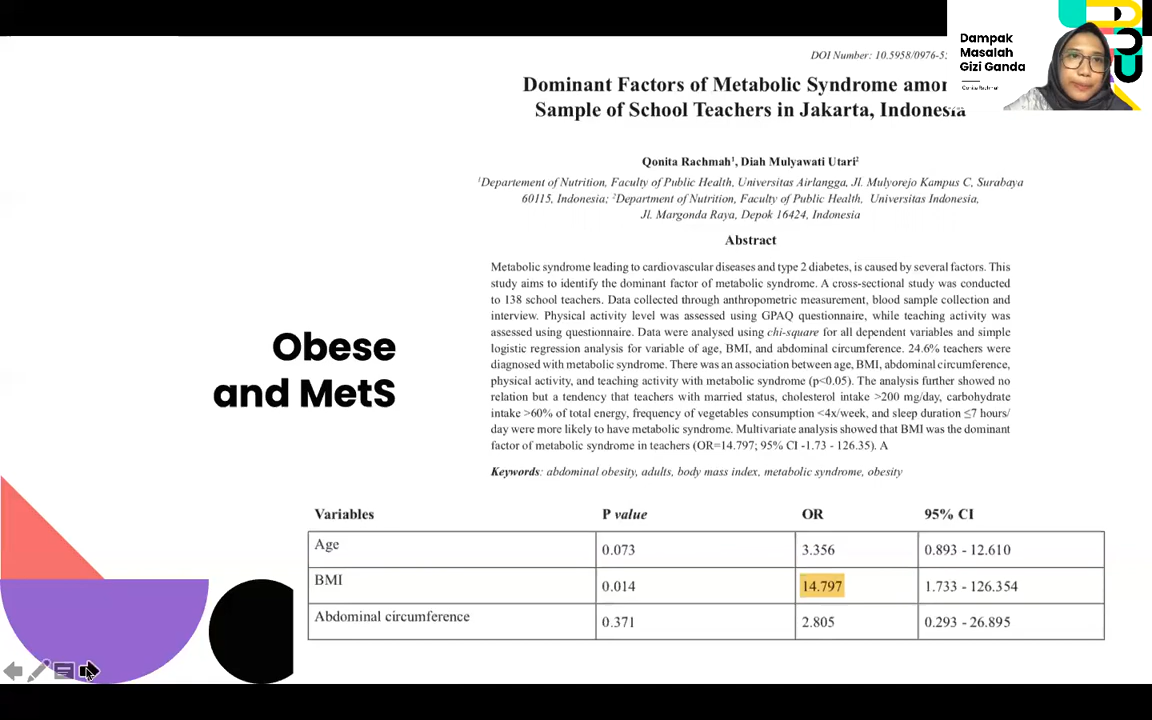 DOI Number: 10.5958/0976-5
Dampak
Masalah
Gizi Ganda
Qonita Rachmah
Dominant Factors of Metabolic Syndrome amon
Sample of School Teachers in Jakarta, Indonesia
Qonita Rachmah¹, Diah Mulyawati Utari²
¹Departement of Nutrition, Faculty of Public Health, Universitas Airlangga, Jl. Mulyorejo Kampus C, Surabaya
60115, Indonesia; ²Department of Nutrition, Faculty of Public Health, Universitas Indonesia,
Jl. Margonda Raya, Depok 16424, Indonesia
Abstract
Metabolic syndrome leading to cardiovascular diseases and type 2 diabetes, is caused by several factors. This
study aims to identify the dominant factor of metabolic syndrome. A cross-sectional study was conducted
to 138 school teachers. Data collected through anthropometric measurement, blood sample collection and
interview. Physical activity level was assessed using GPAQ questionnaire, while teaching activity was
assessed using questionnaire. Data were analysed using chi-square for all dependent variables and simple
logistic regression analysis for variable of age, BMI, and abdominal circumference. 24.6% teachers were
diagnosed with metabolic syndrome. There was an association between age, BMI, abdominal circumference,
physical activity, and teaching activity with metabolic syndrome (p<0.05). The analysis further showed no
relation but a tendency that teachers with married status, cholesterol intake >200 mg/day, carbohydrate
intake >60% of total energy, frequency of vegetables consumption <4x/week, and sleep duration ≤7 hours/
day were more likely to have metabolic syndrome. Multivariate analysis showed that BMI was the dominant
factor of metabolic syndrome in teachers (OR=14.797; 95% CI -1.73 - 126.35). A
Keywords: abdominal obesity, adults, body mass index, metabolic syndrome, obesity
Obese
and MetS
Variables P value OR 95% CI
Age 0.073 3.356 0.893 - 12.610
BMI 0.014 14.797 1.733 - 126.354
Abdominal circumference 0.371 2.805 0.293 - 26.895